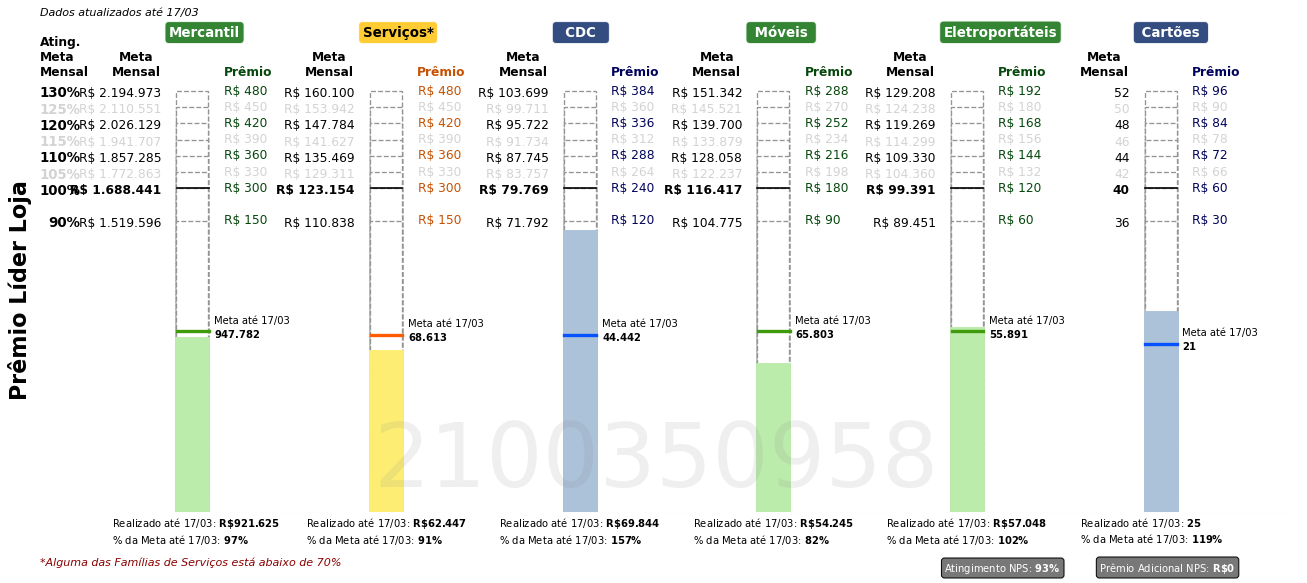 Dados atualizados até 17/03
Mercantil Serviços* CDC Móveis Eletroportáteis Cartões
Ating.
Meta Meta Meta Meta Meta Meta Meta
Mensal Mensal Prêmio Mensal Prêmio Mensal Prêmio Mensal Prêmio Mensal Prêmio Mensal Prêmio
130% R$ 2.194.973 R$ 480 R$ 160.100 R$ 480 R$ 103.699 R$ 384 R$ 151.342 R$ 288 R$ 129.208 R$ 192 52 R$ 96
125% R$ 2.110.551 R$ 450 R$ 153.942 R$ 450 R$ 99.711 R$ 360 R$ 145.521 R$ 270 R$ 124.238 R$ 180 50 R$ 90
120% R$ 2.026.129 R$ 420 R$ 147.784 R$ 420 R$ 95.722 R$ 336 R$ 139.700 R$ 252 R$ 119.269 R$ 168 48 R$ 84
115% R$ 1.941.707 R$ 390 R$ 141.627 R$ 390 R$ 91.734 R$ 312 R$ 133.879 R$ 234 R$ 114.299 R$ 156 46 R$ 78
110% R$ 1.857.285 R$ 360 R$ 135.469 R$ 360 R$ 87.745 R$ 288 R$ 128.058 R$ 216 R$ 109.330 R$ 144 44 R$ 72
105% R$ 1.772.863 R$ 330 R$ 129.311 R$ 330 R$ 83.757 R$ 264 R$ 122.237 R$ 198 R$ 104.360 R$ 132 42 R$ 66
100% R$ 1.688.441 R$ 300 R$ 123.154 R$ 300 R$ 79.769 R$ 240 R$ 116.417 R$ 180 R$ 99.391 R$ 120 40 R$ 60
90% R$ 1.519.596 R$ 150 R$ 110.838 R$ 150 R$ 71.792 R$ 120 R$ 104.775 R$ 90 R$ 89.451 R$ 60 36 R$ 30
Prêmio Líder Loja
Meta até 17/03 Meta até 17/03 Meta até 17/03 Meta até 17/03 Meta até 17/03 Meta até 17/03
947.782 68.613 44.442 65.803 55.891 21
2100350958
Realizado até 17/03: R$921.625 Realizado até 17/03: R$62.447 Realizado até 17/03: R$69.844 Realizado até 17/03: R$54.245 Realizado até 17/03: R$57.048 Realizado até 17/03: 25
% da Meta até 17/03: 97% % da Meta até 17/03: 91% % da Meta até 17/03: 157% % da Meta até 17/03: 82% % da Meta até 17/03: 102% % da Meta até 17/03: 119%
*Alguma das Famílias de Serviços está abaixo de 70%
Atingimento NPS: 93% Prêmio Adicional NPS: R$0